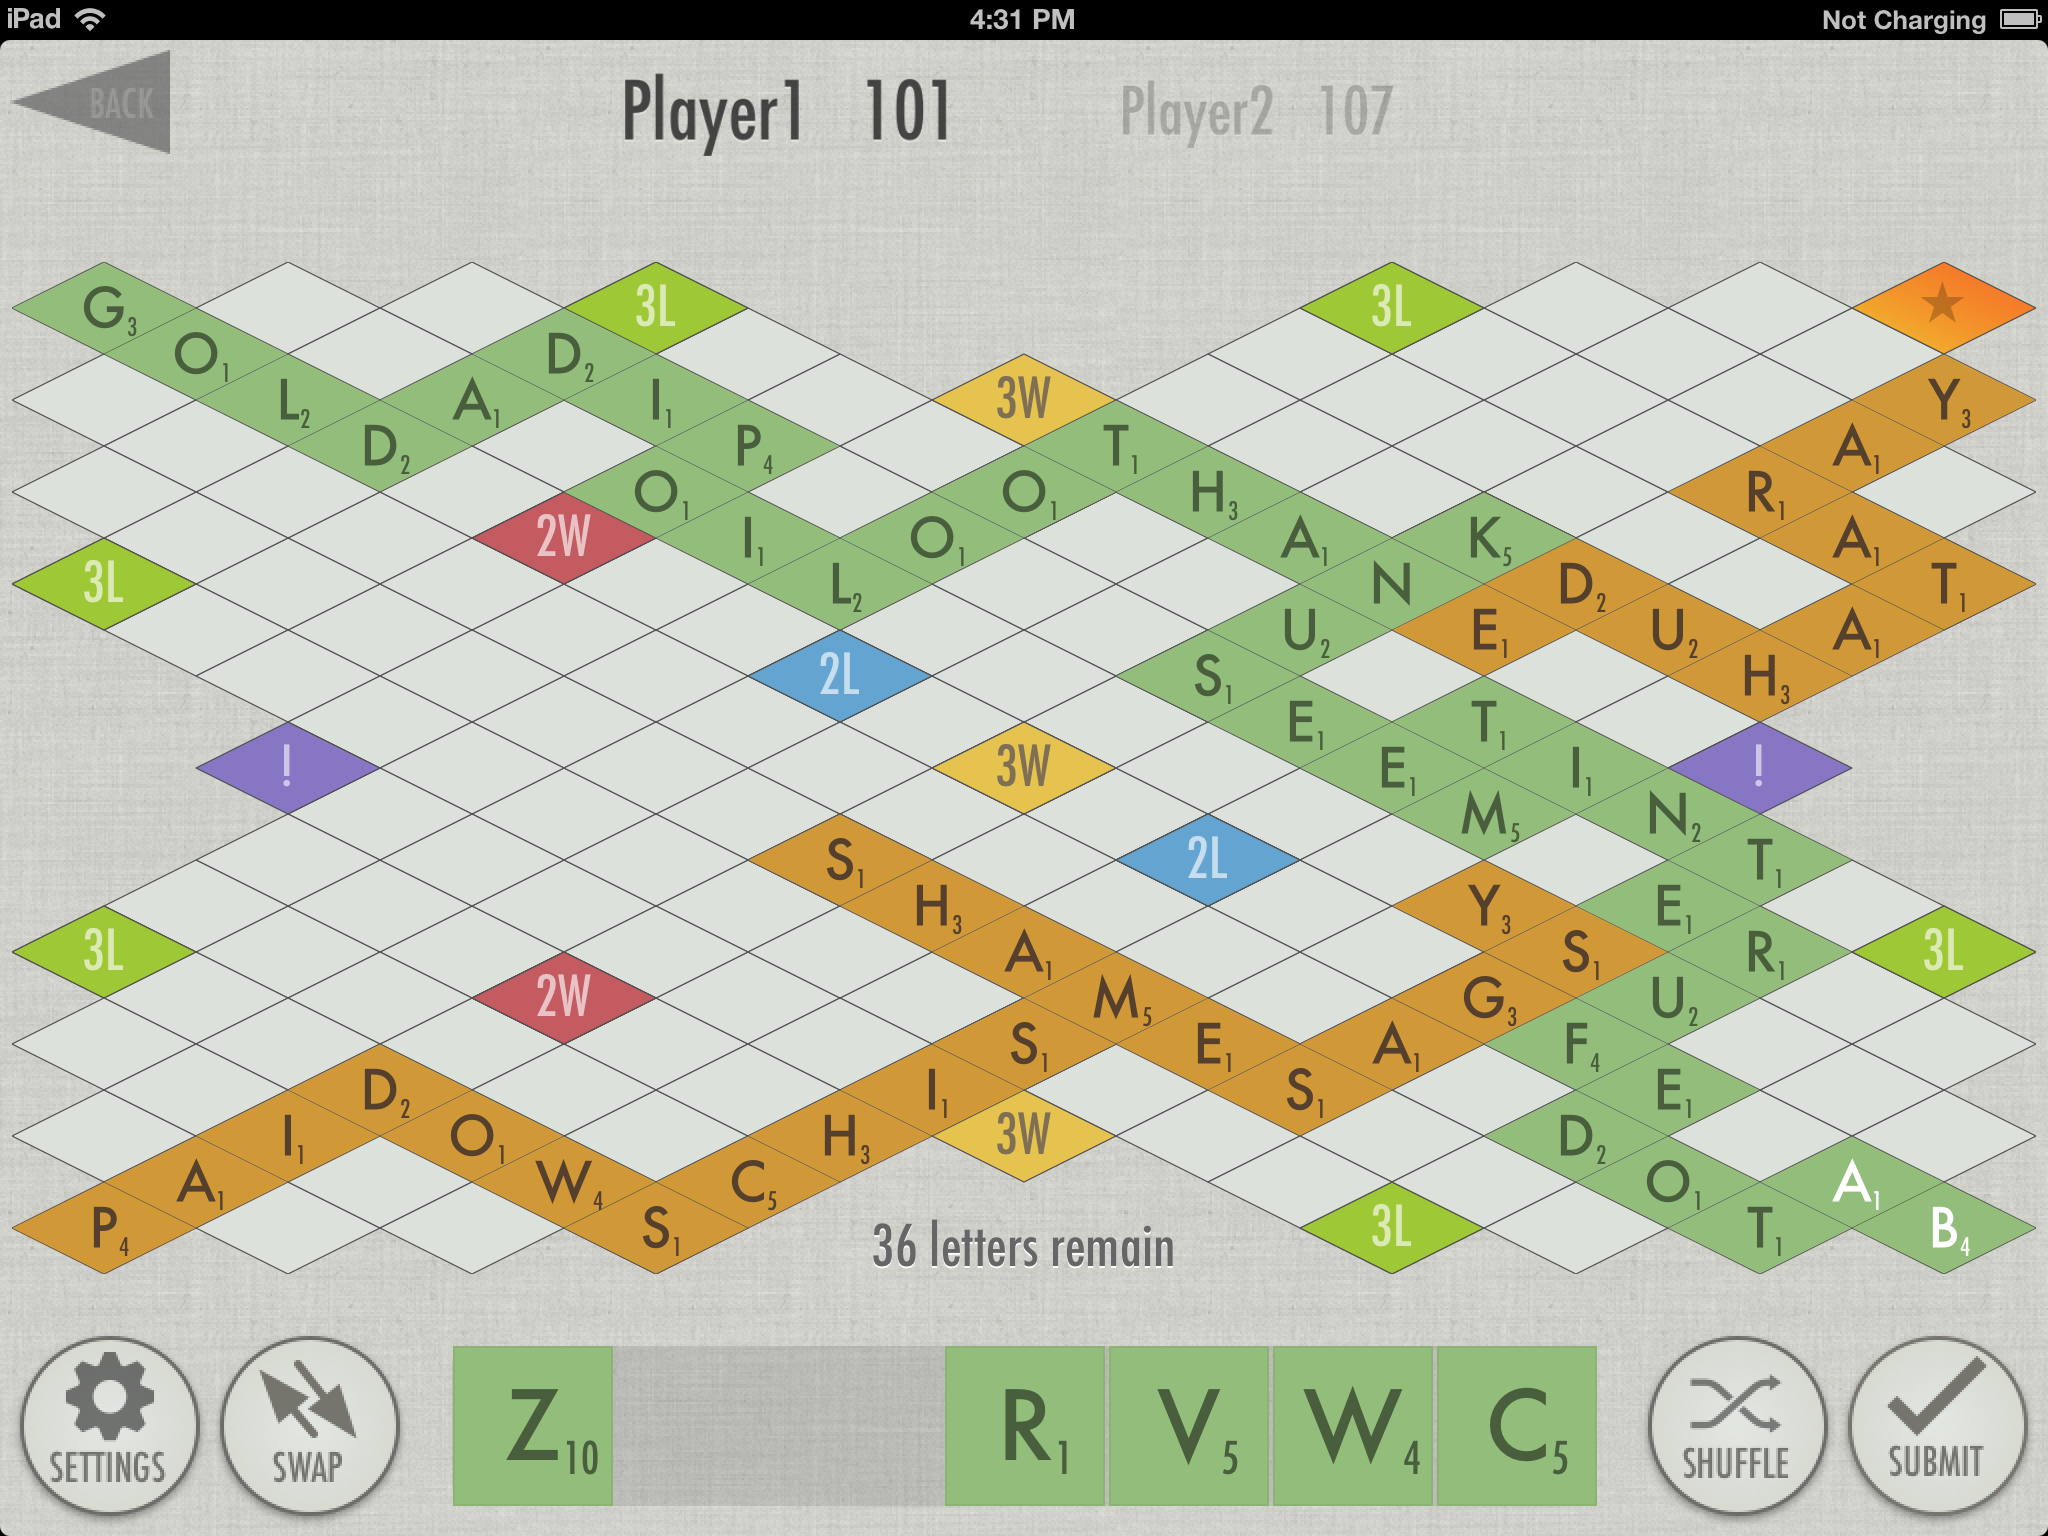 iPad 4:31 PM Not Charging
BACK Player1 101 Player2 107
G3 3L 3L ★
O1 D2
L2 A1 I1 3W Y3
D2 P4 T1 A1
O1 O1 H3 R1
2W I1 O1 A1 K5 A1
3L L2 N D2 T1
U2 E1 U2 A1
2L S1 H3
E1 T1
! 3W E1 I1 !
M5 N2
S1 2L T1
H3 Y3 E1
3L A1 S1 R1 3L
2W M5 G3 U2
S1 E1 A1 F4
D2 I1 S1 E1
I1 O1 H3 3W D2
A1 W4 C5 O1 A1
P4 S1 3L T1 B4
36 letters remain
Z10 R1 V5 W4 C5
SETTINGS SWAP SHUFFLE SUBMIT